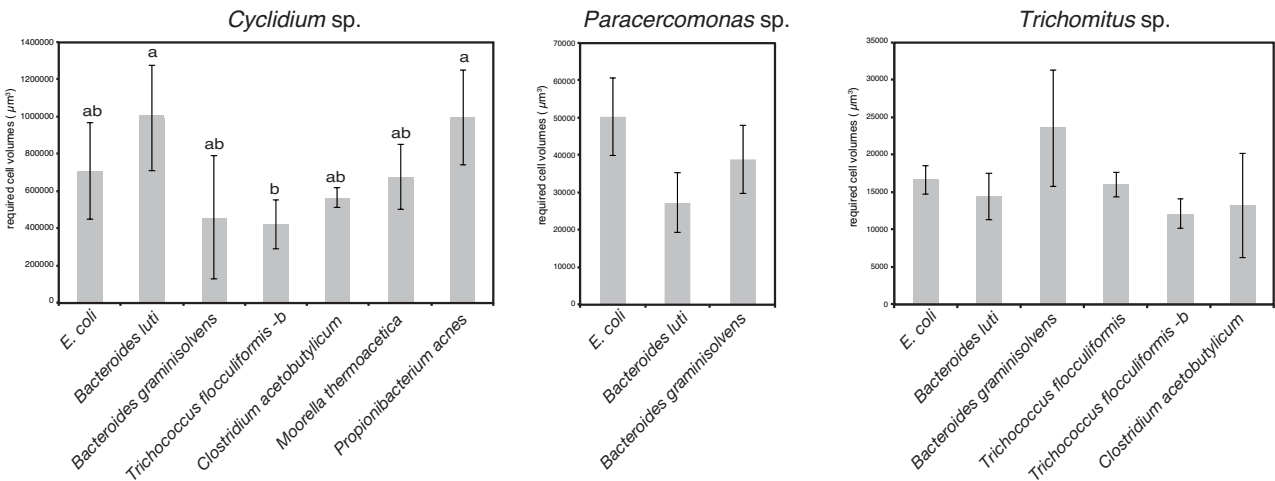 Cyclidium sp.
required cell volumes ( µm³)
1400000
1200000
1000000
800000
600000
400000
200000
0
ab
a
ab
b
ab
ab
a
E. coli
Bacteroides luti
Bacteroides graminisolvens
Trichococcus flocculiformis -b
Clostridium acetobutylicum
Moorella thermoacetica
Propionibacterium acnes
Paracercomonas sp.
required cell volumes ( µm³)
70000
60000
50000
40000
30000
20000
10000
0
E. coli
Bacteroides luti
Bacteroides graminisolvens
Trichomitus sp.
required cell volumes ( µm³)
35000
30000
25000
20000
15000
10000
5000
0
E. coli
Bacteroides luti
Bacteroides graminisolvens
Trichococcus flocculiformis
Trichococcus flocculiformis -b
Clostridium acetobutylicum